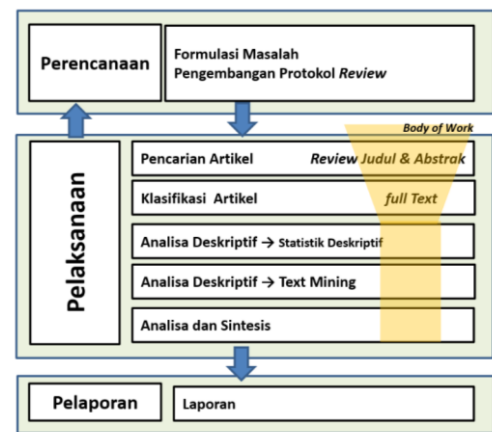 Perencanaan
Formulasi Masalah
Pengembangan Protokol Review
Body of Work
Pelaksanaan
Pencarian Artikel Review Judul & Abstrak
Klasifikasi Artikel full Text
Analisa Deskriptif → Statistik Deskriptif
Analisa Deskriptif → Text Mining
Analisa dan Sintesis
Pelaporan
Laporan